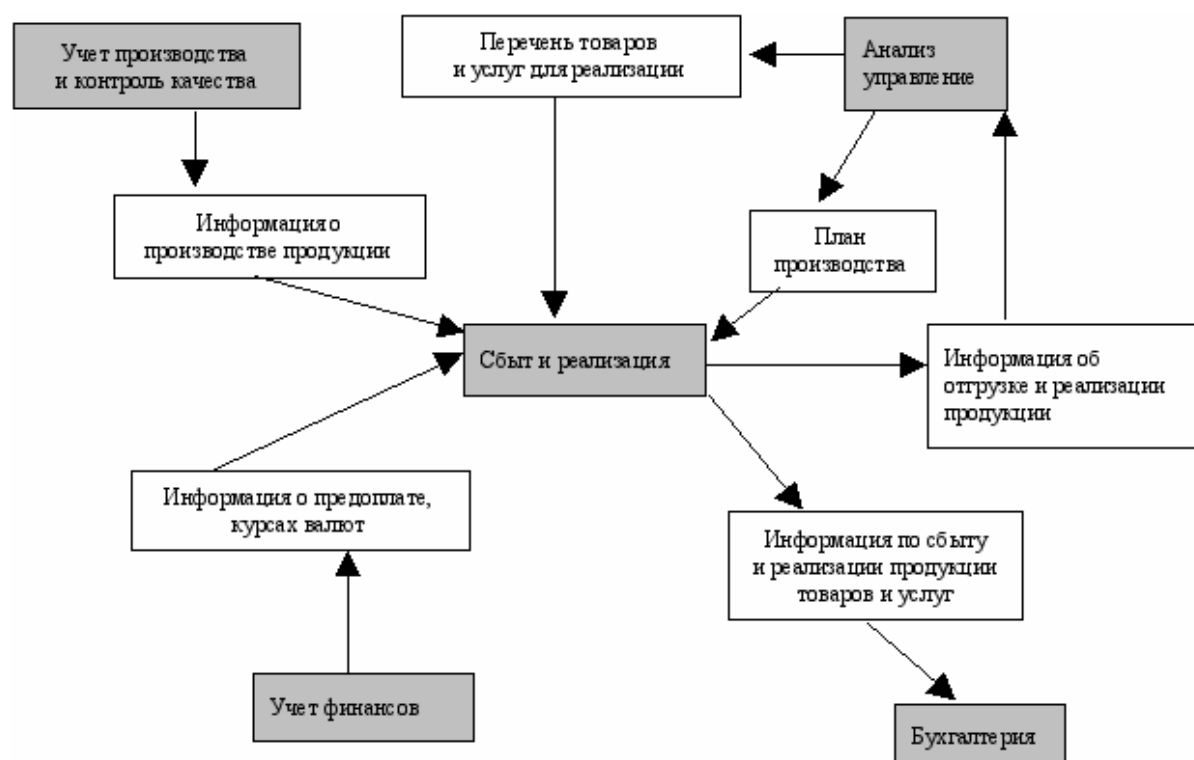 Учет производства
и контроль качества
Перечень товаров
и услуг для реализации
Анализ
управление
Информация о
производстве продукции
План
производства
Сбыт и реализация
Информация об
отгрузке и реализации
продукции
Информация о предоплате,
курсах валют
Информация по сбыту
и реализации продукции
товаров и услуг
Учет финансов
Бухгалтерия